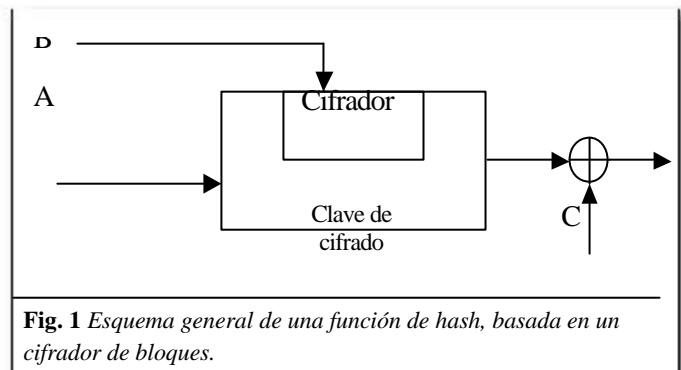 A
Cifrador
Clave de
cifrado
C
Fig. 1 Esquema general de una función de hash, basada en un
cifrador de bloques.